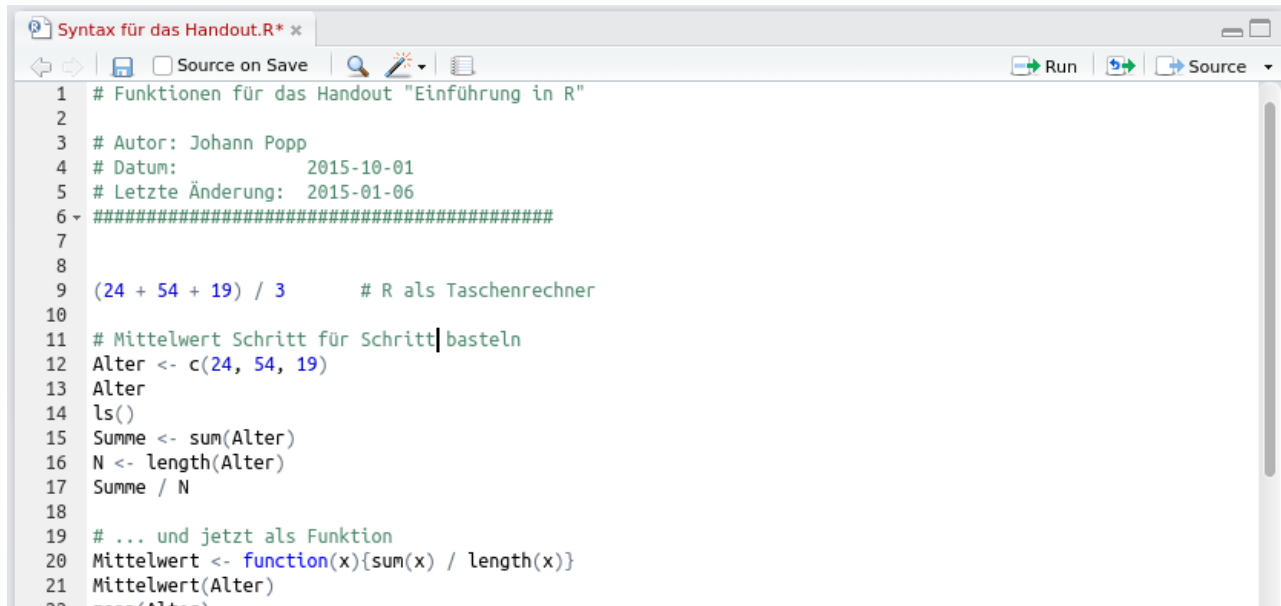 Syntax für das Handout.R*
Source on Save Run Source
1 # Funktionen für das Handout "Einführung in R"
2
3 # Autor: Johann Popp
4 # Datum: 2015-10-01
5 # Letzte Änderung: 2015-01-06
6 ###########################################
7
8
9 (24 + 54 + 19) / 3 # R als Taschenrechner
10
11 # Mittelwert Schritt für Schritt basteln
12 Alter <- c(24, 54, 19)
13 Alter
14 ls()
15 Summe <- sum(Alter)
16 N <- length(Alter)
17 Summe / N
18
19 # ... und jetzt als Funktion
20 Mittelwert <- function(x){sum(x) / length(x)}
21 Mittelwert(Alter)